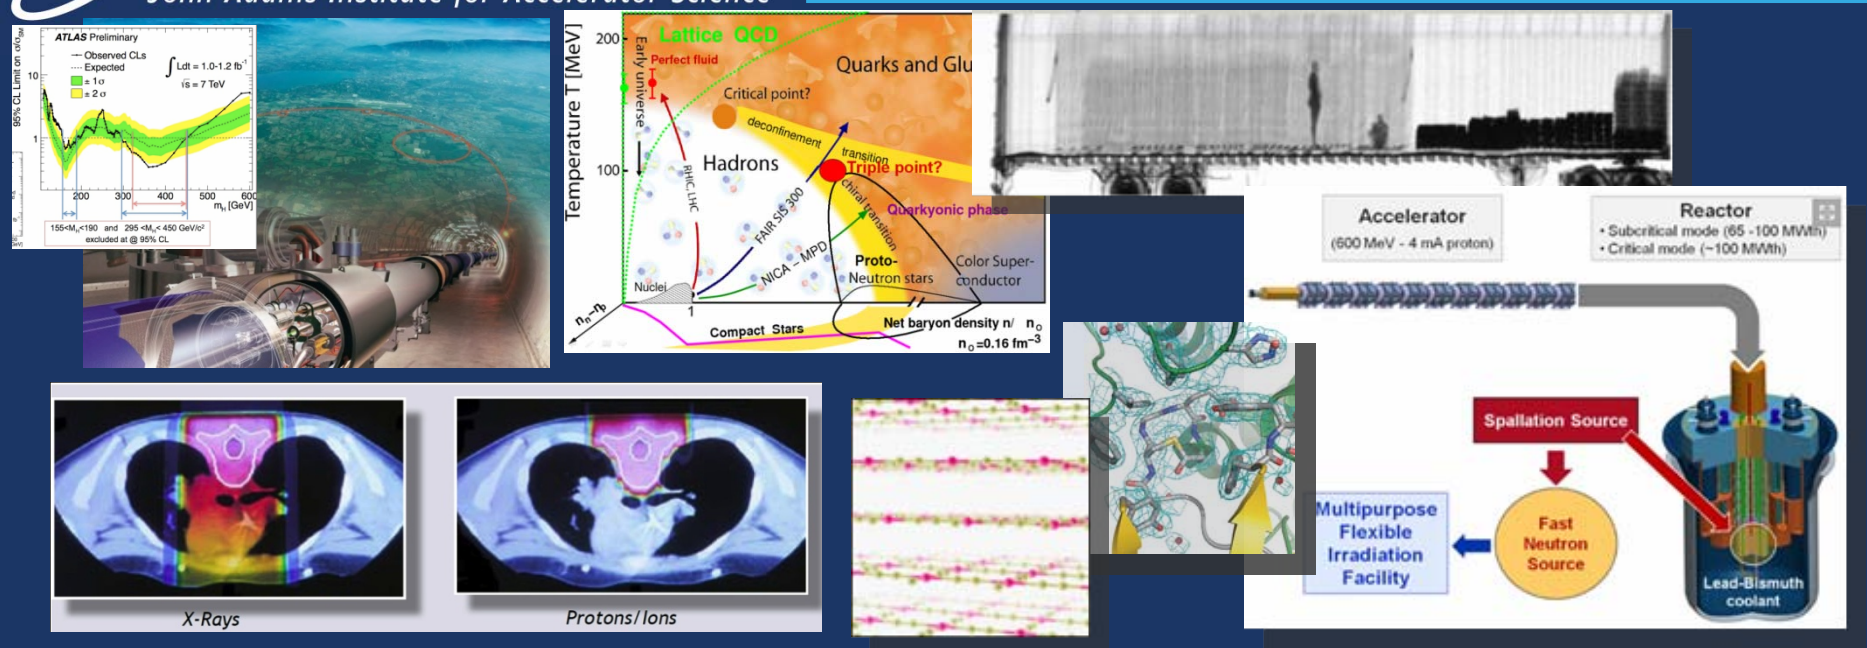 John Adams Institute for Accelerator Science
ATLAS Preliminary
Observed CLs
Expected
± 1σ
± 2σ
∫Ldt = 1.0-1.2 fb⁻¹
√s = 7 TeV
95% CL Limit on σ/σSM
10
1
200
300
400
500
600
mH [GeV]
155<MH<190 and 295 <MH< 450 GeV/c²
excluded at @ 95% CL
Temperature T [MeV]
200
100
Early universe
Lattice QCD
Perfect fluid
Quarks and Glu
Critical point?
deconfinement
transition
Hadrons
Triple point?
chiral transition
RHIC, LHC
FAIR SIS 300
Quarkyonic phase
NICA – MPD
Proto-
Neutron stars
Color Super-
conductor
Nuclei
1
nn–np
Compact Stars
Net baryon density n/ n₀
n₀=0.16 fm⁻³
Accelerator
(600 MeV - 4 mA proton)
Reactor
• Subcritical mode (65 -100 MWth)
• Critical mode (~100 MWth)
Spallation Source
Multipurpose
Flexible
Irradiation
Facility
Fast
Neutron
Source
Lead-Bismuth
coolant
X-Rays
Protons/Ions